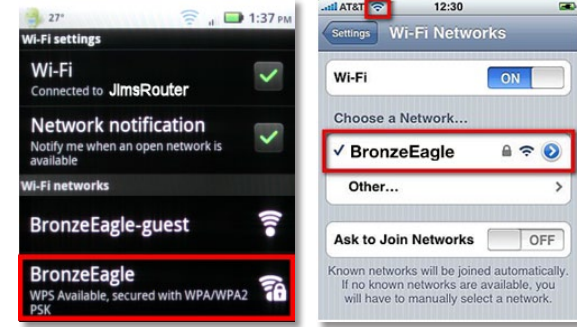 27° 1:37 PM
Wi-Fi settings
Wi-Fi
Connected to JimsRouter
Network notification
Notify me when an open network is
available
Wi-Fi networks
BronzeEagle-guest
BronzeEagle
WPS Available, secured with WPA/WPA2
PSK
AT&T 12:30
Settings Wi-Fi Networks
Wi-Fi ON
Choose a Network...
BronzeEagle
Other...
Ask to Join Networks OFF
Known networks will be joined automatically.
If no known networks are available, you
will have to manually select a network.